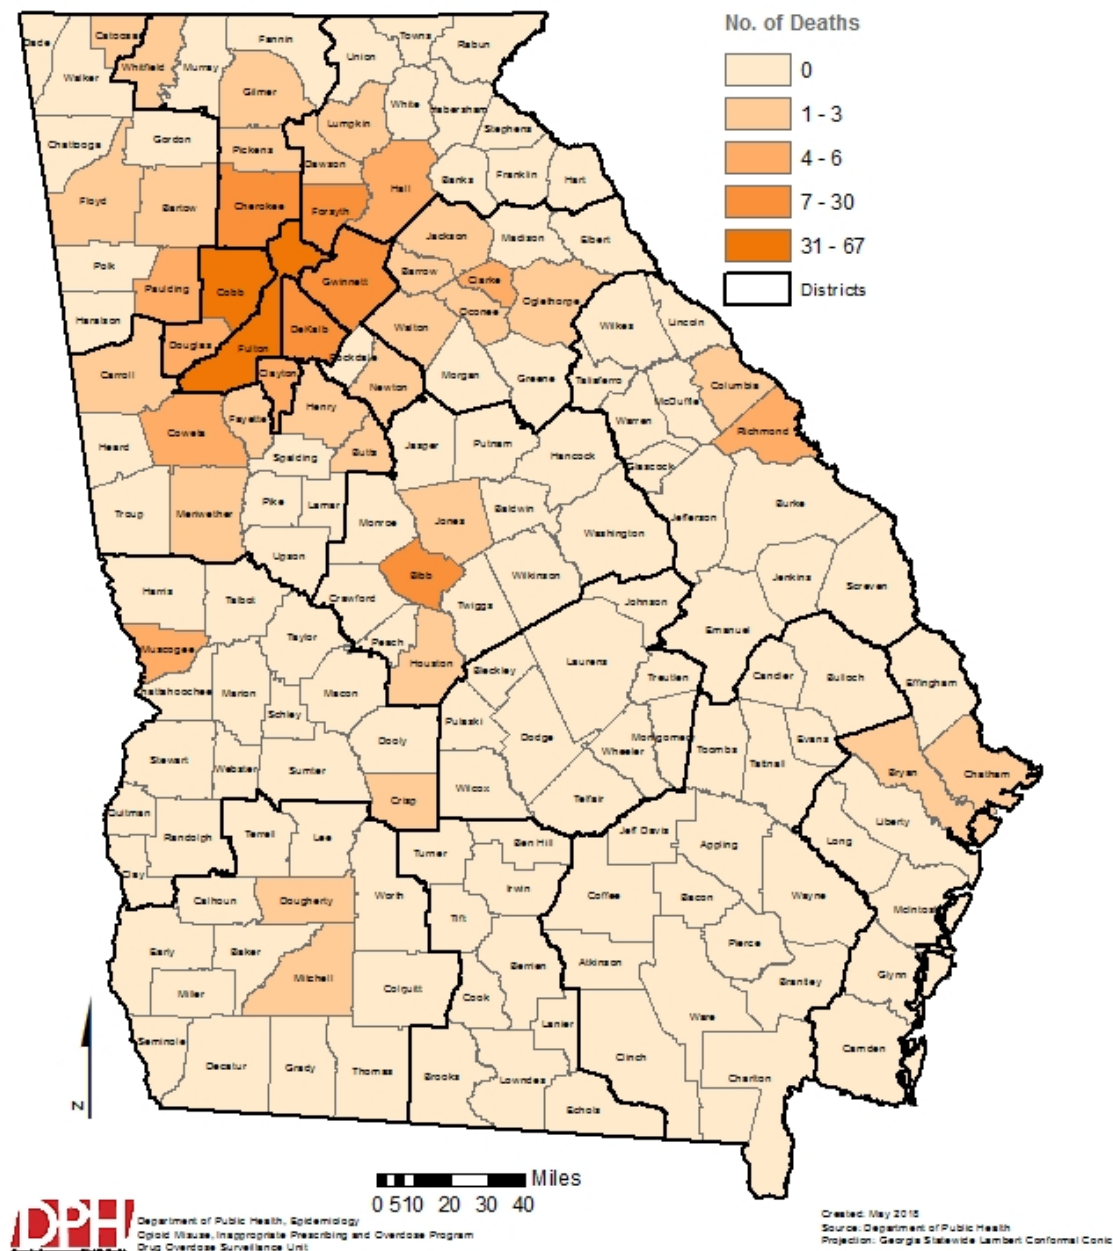 No. of Deaths
0
1 - 3
4 - 6
7 - 30
31 - 67
Districts
Dade
Catoosa
Whitfield
Murray
Fannin
Union
Towns
Rabun
Walker
Gilmer
White
Habersham
Lumpkin
Stephens
Chattooga
Gordon
Pickens
Dawson
Hall
Banks
Franklin
Hart
Floyd
Bartow
Cherokee
Forsyth
Jackson
Madison
Elbert
Polk
Paulding
Cobb
Gwinnett
Barrow
Clarke
Oglethorpe
Haralson
Douglas
Fulton
DeKalb
Walton
Oconee
Wilkes
Lincoln
Carroll
Clayton
Rockdale
Newton
Morgan
Greene
Taliaferro
McDuffie
Columbia
Heard
Coweta
Fayette
Henry
Spalding
Butts
Jasper
Putnam
Hancock
Warren
Richmond
Glascock
Troup
Meriwether
Pike
Lamar
Monroe
Jones
Baldwin
Washington
Jefferson
Burke
Upson
Bibb
Wilkinson
Jenkins
Screven
Harris
Talbot
Crawford
Twiggs
Johnson
Emanuel
Muscogee
Taylor
Peach
Houston
Bleckley
Laurens
Treutlen
Candler
Bulloch
Effingham
hattahoochee
Marion
Schley
Macon
Pulaski
Dodge
Wheeler
Montgomery
Toombs
Tattnall
Evans
Bryan
Chatham
Stewart
Webster
Sumter
Dooly
Crisp
Wilcox
Telfair
Liberty
Long
Quitman
Randolph
Terrell
Lee
Turner
Ben Hill
Jeff Davis
Appling
Clay
Calhoun
Dougherty
Worth
Tift
Irwin
Coffee
Bacon
Wayne
McIntosh
Early
Baker
Mitchell
Colquitt
Berrien
Atkinson
Pierce
Brantley
Glynn
Miller
Cook
Lanier
Ware
Seminole
Decatur
Grady
Thomas
Brooks
Lowndes
Clinch
Charlton
Camden
Echols
N
Miles
0 510 20 30 40
DPH
Department of Public Health, Epidemiology
Opioid Misuse, Inappropriate Prescribing and Overdose Program
Drug Overdose Surveillance Unit
Created: May 2018
Source: Department of Public Health
Projection: Georgia Statewide Lambert Conformal Conic